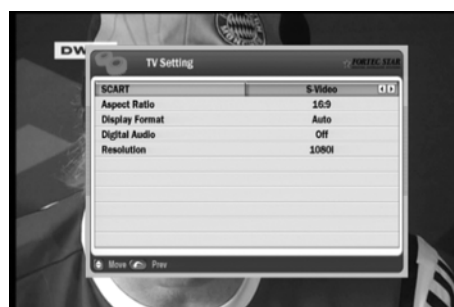 DW
TV Setting
FORTEC STAR
SCART S-Video
Aspect Ratio 16:9
Display Format Auto
Digital Audio Off
Resolution 1080I
Move Prev